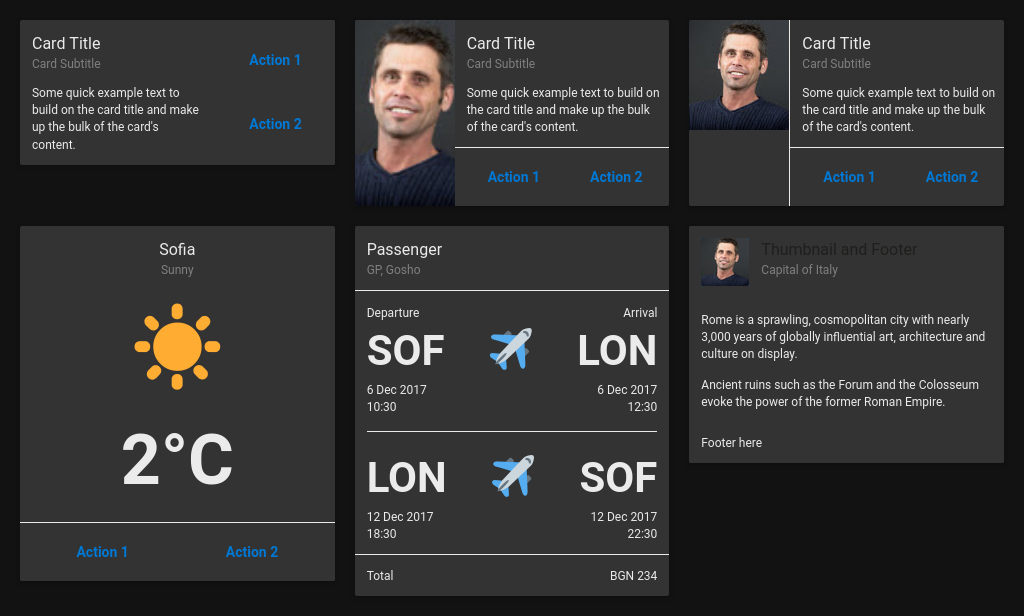 Card Title
Card Subtitle
Some quick example text to
build on the card title and make
up the bulk of the card's
content.
Action 1
Action 2
Card Title
Card Subtitle
Some quick example text to build on
the card title and make up the bulk
of the card's content.
Action 1 Action 2
Card Title
Card Subtitle
Some quick example text to build on
the card title and make up the bulk
of the card's content.
Action 1 Action 2
Sofia
Sunny
2°C
Action 1 Action 2
Passenger
GP, Gosho
Departure Arrival
SOF LON
6 Dec 2017 6 Dec 2017
10:30 12:30
LON SOF
12 Dec 2017 12 Dec 2017
18:30 22:30
Total BGN 234
Thumbnail and Footer
Capital of Italy
Rome is a sprawling, cosmopolitan city with nearly
3,000 years of globally influential art, architecture and
culture on display.
Ancient ruins such as the Forum and the Colosseum
evoke the power of the former Roman Empire.
Footer here